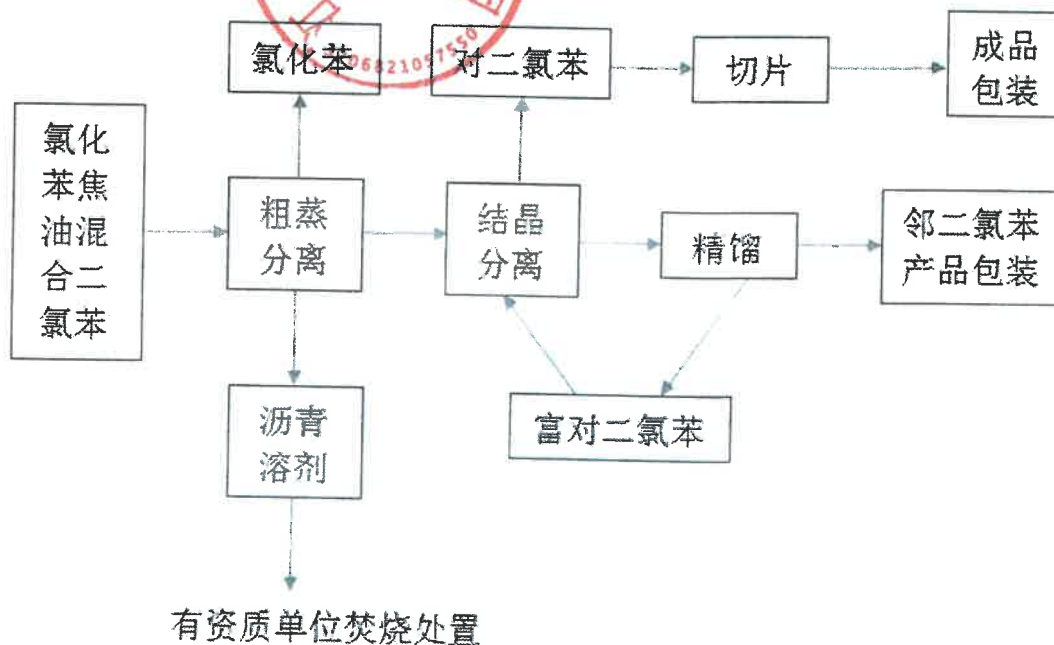 氯化苯
对二氯苯
切片
成品
包装
氯化
苯焦
油混
合二
氯苯
粗蒸
分离
结晶
分离
精馏
邻二氯苯
产品包装
沥青
溶剂
富对二氯苯
有资质单位焚烧处置